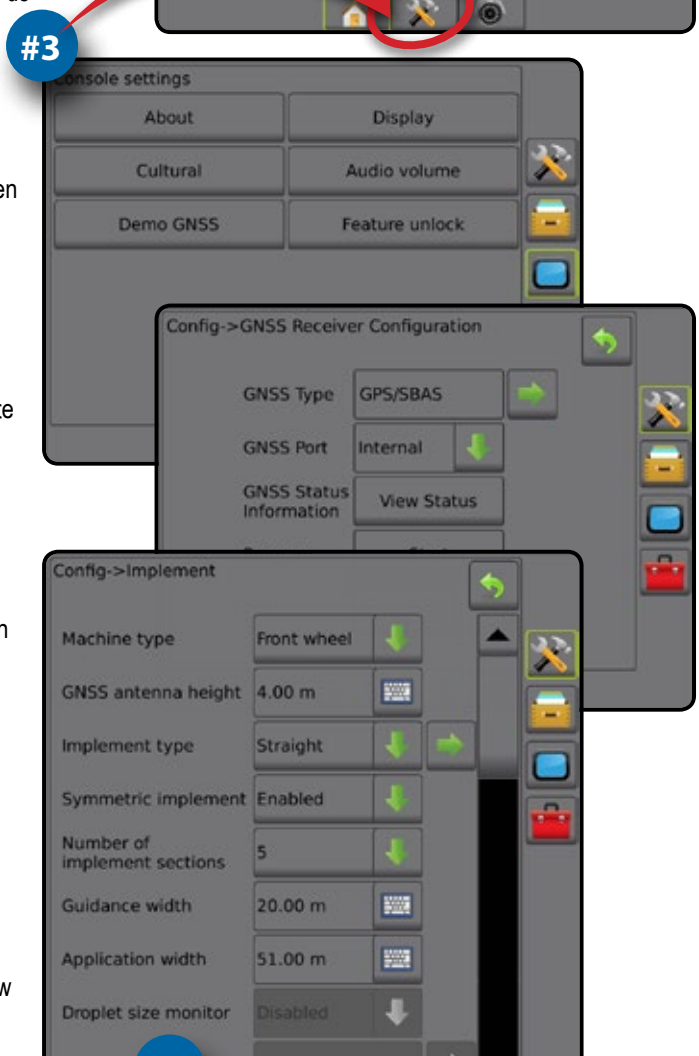 #3
Console settings
About
Display
Cultural
Audio volume
Demo GNSS
Feature unlock
Config->GNSS Receiver Configuration
GNSS Type
GPS/SBAS
GNSS Port
Internal
GNSS Status
Information
View Status
Config->Implement
Machine type
Front wheel
GNSS antenna height
4.00 m
Implement type
Straight
Symmetric implement
Enabled
Number of
implement sections
5
Guidance width
20.00 m
Application width
51.00 m
Droplet size monitor
Disabled